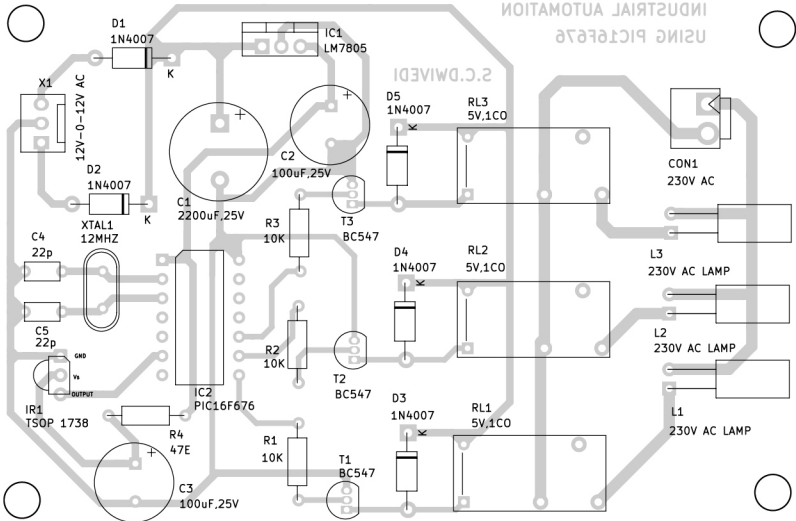 INDUSTRIAL AUTOMATION
USING PIC16F676
S.C.DWIVEDI
D1
1N4007
K
IC1
LM7805
X1
12V-0-12V AC
D2
1N4007
K
C1
2200uF,25V
C2
100uF,25V
D5
1N4007
K
RL3
5V,1CO
CON1
230V AC
T3
BC547
R3
10K
XTAL1
12MHZ
C4
22p
C5
22p
GND
Vs
OUTPUT
IR1
TSOP 1738
IC2
PIC16F676
D4
1N4007
K
RL2
5V,1CO
L3
230V AC LAMP
R2
10K
T2
BC547
L2
230V AC LAMP
R4
47E
C3
100uF,25V
R1
10K
T1
BC547
D3
1N4007
K
RL1
5V,1CO
L1
230V AC LAMP